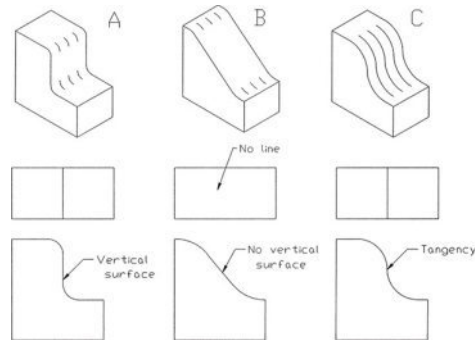 A
B
C
No line
Vertical
surface
No vertical
surface
Tangency